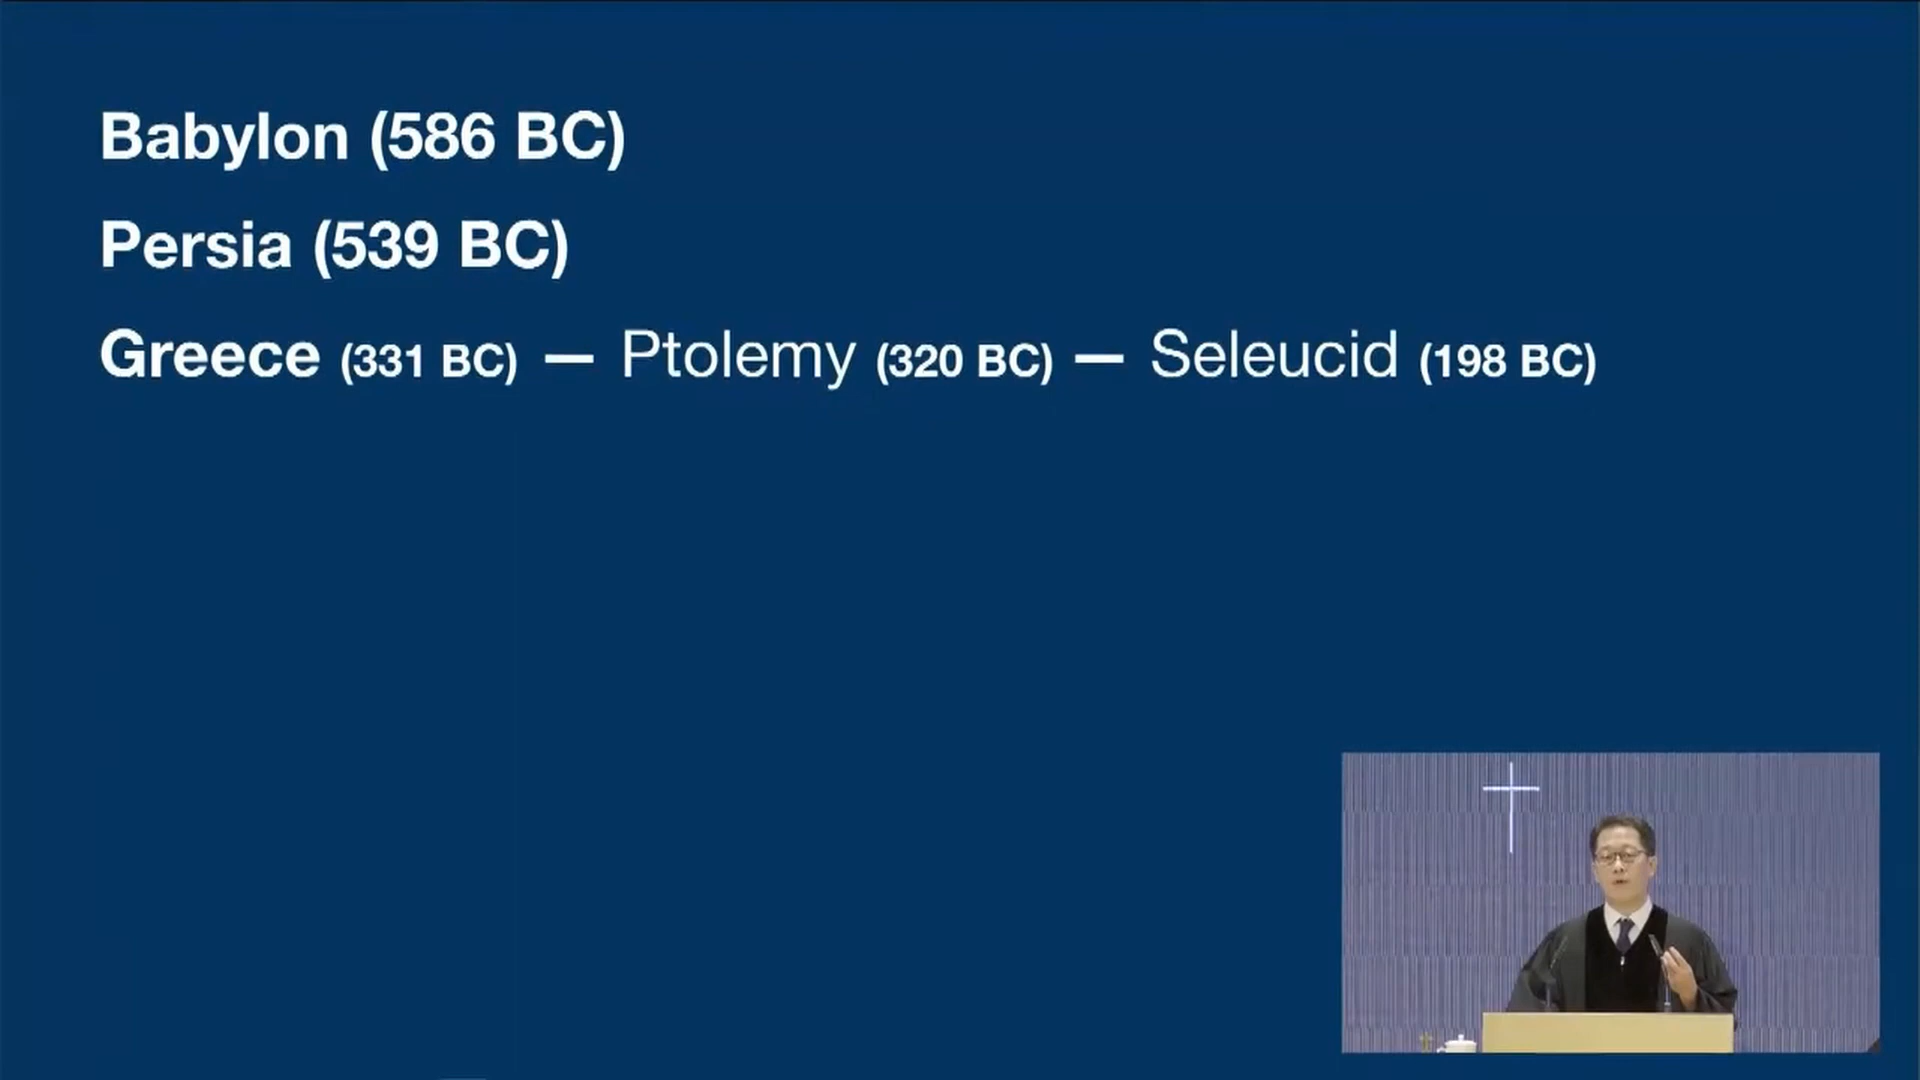 Babylon (586 BC)
Persia (539 BC)
Greece (331 BC) — Ptolemy (320 BC) — Seleucid (198 BC)